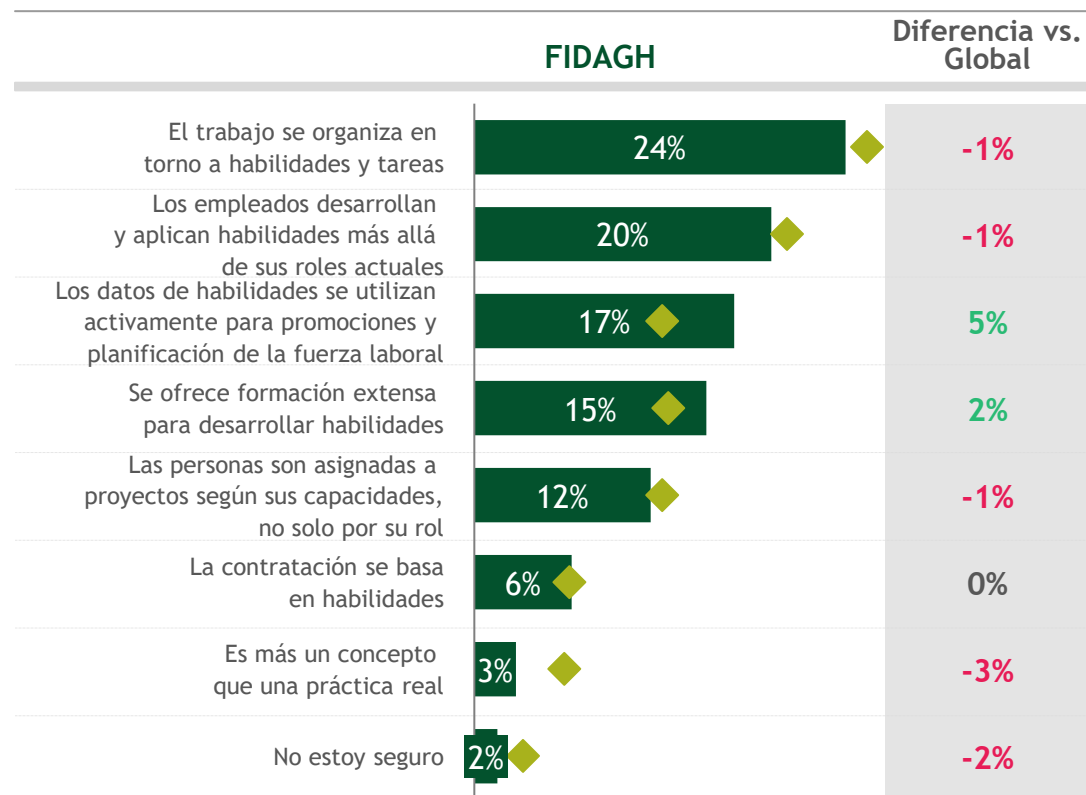 FIDAGH
Diferencia vs.
Global
El trabajo se organiza en
torno a habilidades y tareas
24%
-1%
Los empleados desarrollan
y aplican habilidades más allá
de sus roles actuales
20%
-1%
Los datos de habilidades se utilizan
activamente para promociones y
planificación de la fuerza laboral
17%
5%
Se ofrece formación extensa
para desarrollar habilidades
15%
2%
Las personas son asignadas a
proyectos según sus capacidades,
no solo por su rol
12%
-1%
La contratación se basa
en habilidades
6%
0%
Es más un concepto
que una práctica real
3%
-3%
No estoy seguro
2%
-2%